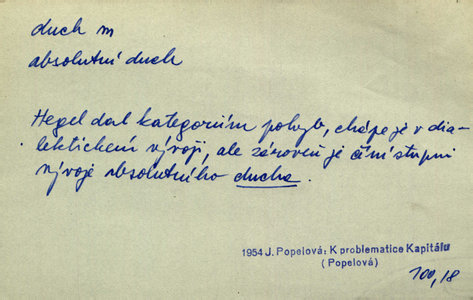 duch m
absolutní duch
Hegel dal kategoriím pohyb, chápe je v dia-
lektickém vývoji, ale zároveň je činí stupni
vývoje absolutního ducha.
1954 J. Popelová: K problematice Kapitálu
(Popelová)
100,18